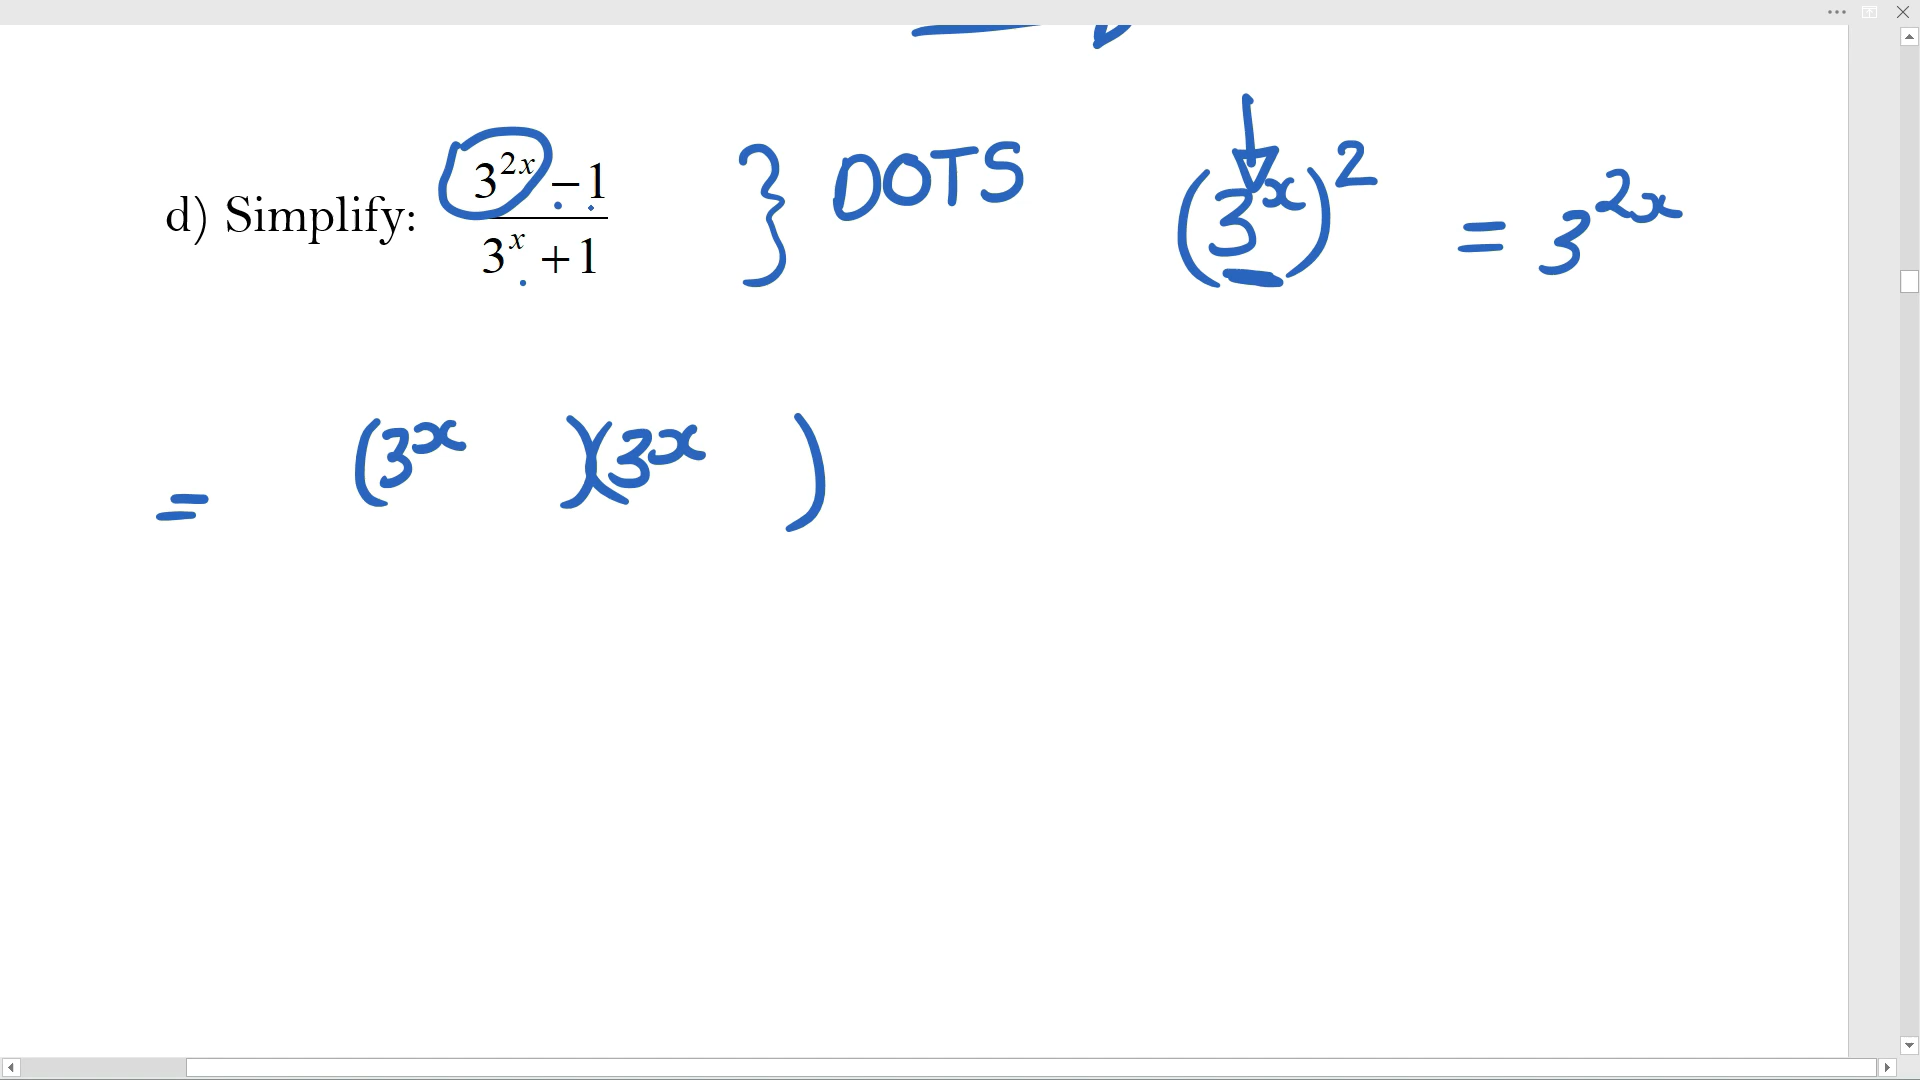 d) Simplify: (3^{2x} − 1)/(3^x + 1) } DOTS (3^x)^2 = 3^{2x}
= (3^x )(3^x )